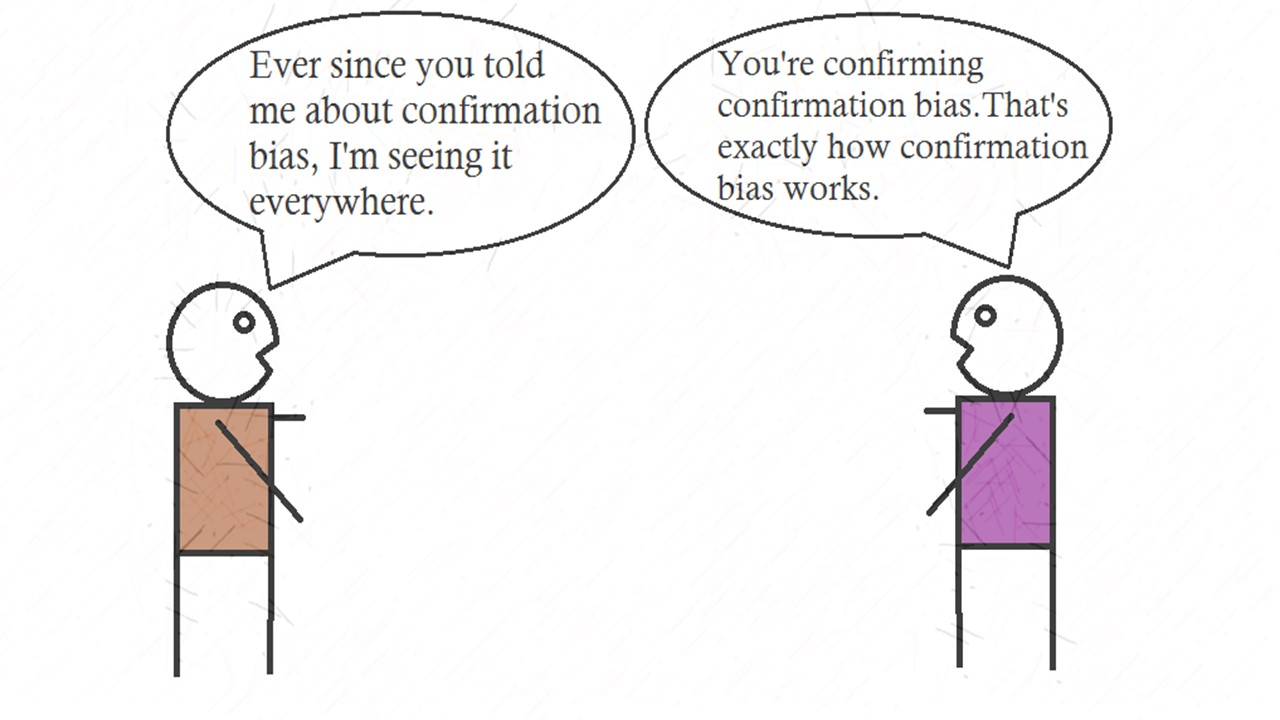 Ever since you told
me about confirmation
bias, I'm seeing it
everywhere.
You're confirming
confirmation bias.That's
exactly how confirmation
bias works.